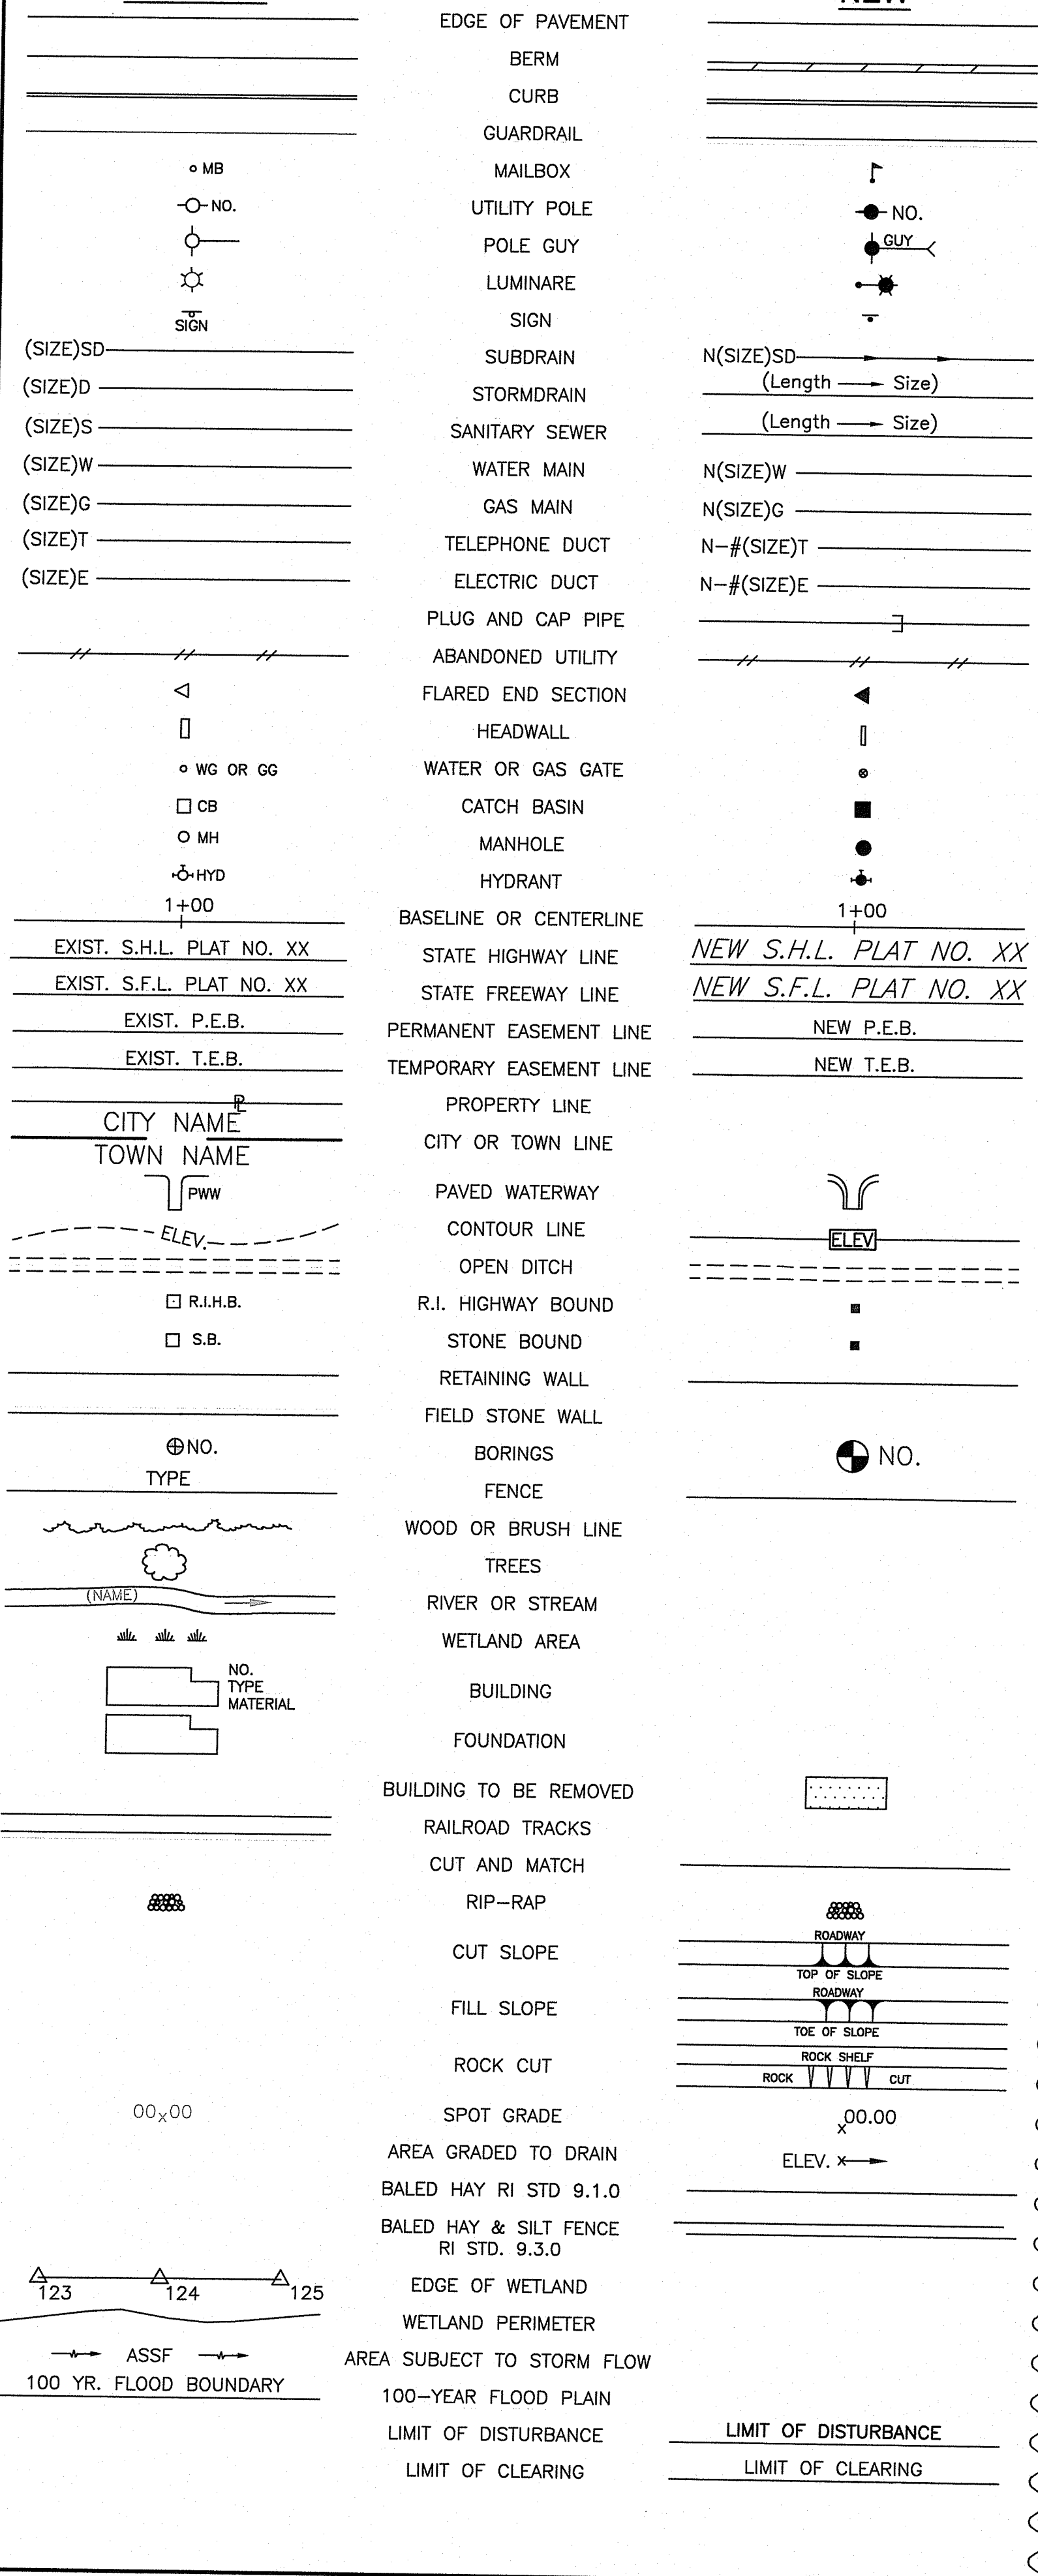 NEW
EDGE OF PAVEMENT
BERM
CURB
GUARDRAIL
MB MAILBOX
NO. UTILITY POLE NO.
POLE GUY GUY
LUMINARE
SIGN SIGN
(SIZE)SD SUBDRAIN N(SIZE)SD
(SIZE)D STORMDRAIN (Length Size)
(SIZE)S SANITARY SEWER (Length Size)
(SIZE)W WATER MAIN N(SIZE)W
(SIZE)G GAS MAIN N(SIZE)G
(SIZE)T TELEPHONE DUCT N-#(SIZE)T
(SIZE)E ELECTRIC DUCT N-#(SIZE)E
PLUG AND CAP PIPE
ABANDONED UTILITY
FLARED END SECTION
HEADWALL
WG OR GG WATER OR GAS GATE
CB CATCH BASIN
MH MANHOLE
HYD HYDRANT
1+00 BASELINE OR CENTERLINE 1+00
EXIST. S.H.L. PLAT NO. XX STATE HIGHWAY LINE NEW S.H.L. PLAT NO. XX
EXIST. S.F.L. PLAT NO. XX STATE FREEWAY LINE NEW S.F.L. PLAT NO. XX
EXIST. P.E.B. PERMANENT EASEMENT LINE NEW P.E.B.
EXIST. T.E.B. TEMPORARY EASEMENT LINE NEW T.E.B.
PL PROPERTY LINE
CITY NAME
CITY OR TOWN LINE
TOWN NAME
PWW PAVED WATERWAY
ELEV. CONTOUR LINE ELEV
OPEN DITCH
R.I.H.B. R.I. HIGHWAY BOUND
S.B. STONE BOUND
RETAINING WALL
FIELD STONE WALL
NO. BORINGS NO.
TYPE FENCE
WOOD OR BRUSH LINE
TREES
(NAME) RIVER OR STREAM
WETLAND AREA
NO.
TYPE BUILDING
MATERIAL
FOUNDATION
BUILDING TO BE REMOVED
RAILROAD TRACKS
CUT AND MATCH
RIP-RAP
ROADWAY
CUT SLOPE
TOP OF SLOPE
ROADWAY
FILL SLOPE
TOE OF SLOPE
ROCK SHELF
ROCK CUT ROCK CUT
00x00 SPOT GRADE x00.00
AREA GRADED TO DRAIN ELEV. x
BALED HAY RI STD 9.1.0
BALED HAY & SILT FENCE
RI STD. 9.3.0
123 124 125 EDGE OF WETLAND
WETLAND PERIMETER
ASSF AREA SUBJECT TO STORM FLOW
100 YR. FLOOD BOUNDARY 100-YEAR FLOOD PLAIN
LIMIT OF DISTURBANCE LIMIT OF DISTURBANCE
LIMIT OF CLEARING LIMIT OF CLEARING